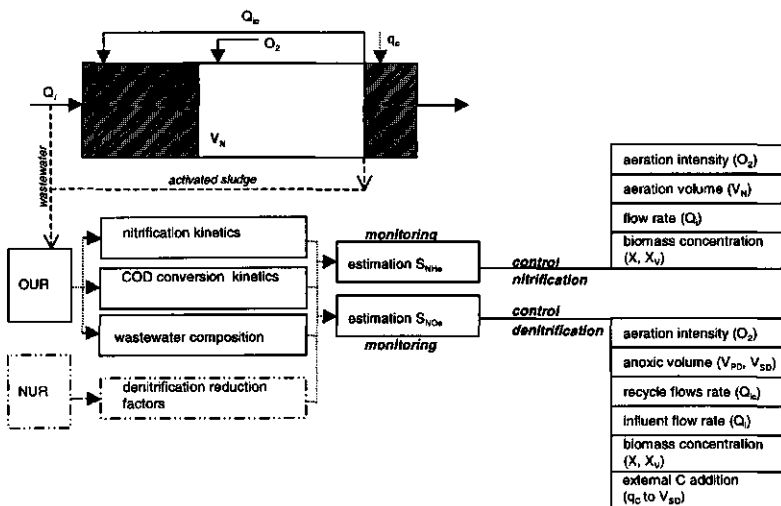 Q_ic
O_2
q_c
Q_i
V_N
wastewater
activated sludge
OUR
nitrification kinetics
COD conversion kinetics
wastewater composition
NUR
denitrification reduction
factors
monitoring
estimation S_NHe
estimation S_NOe
monitoring
control
nitrification
control
denitrification
aeration intensity (O_2)
aeration volume (V_N)
flow rate (Q_i)
biomass concentration
(X, X_V)
aeration intensity (O_2)
anoxic volume (V_PD, V_SD)
recycle flows rate (Q_ic)
influent flow rate (Q_i)
biomass concentration
(X, X_V)
external C addition
(q_C to V_SD)